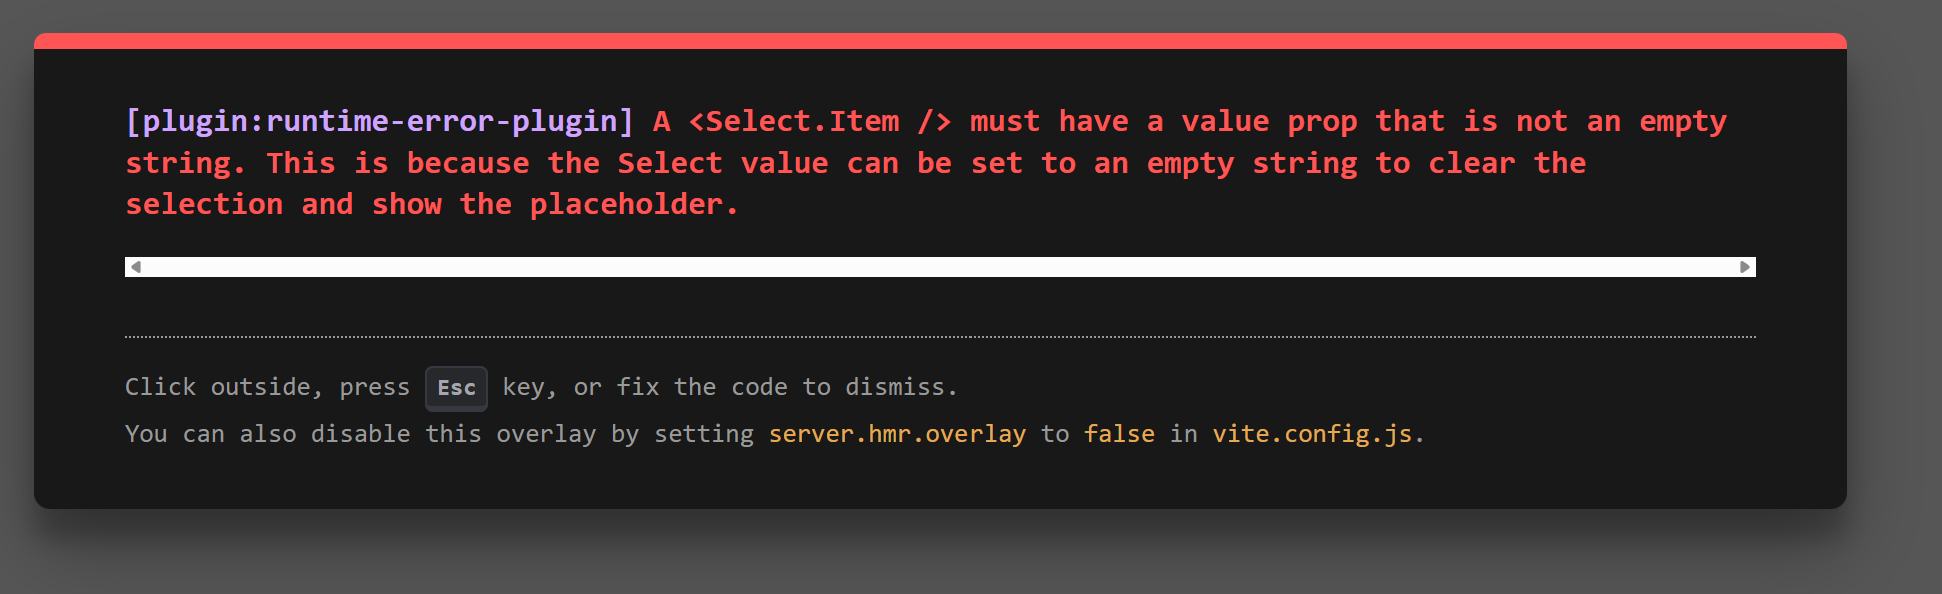 [plugin:runtime-error-plugin] A <Select.Item /> must have a value prop that is not an empty
string. This is because the Select value can be set to an empty string to clear the
selection and show the placeholder.
Click outside, press Esc key, or fix the code to dismiss.
You can also disable this overlay by setting server.hmr.overlay to false in vite.config.js.